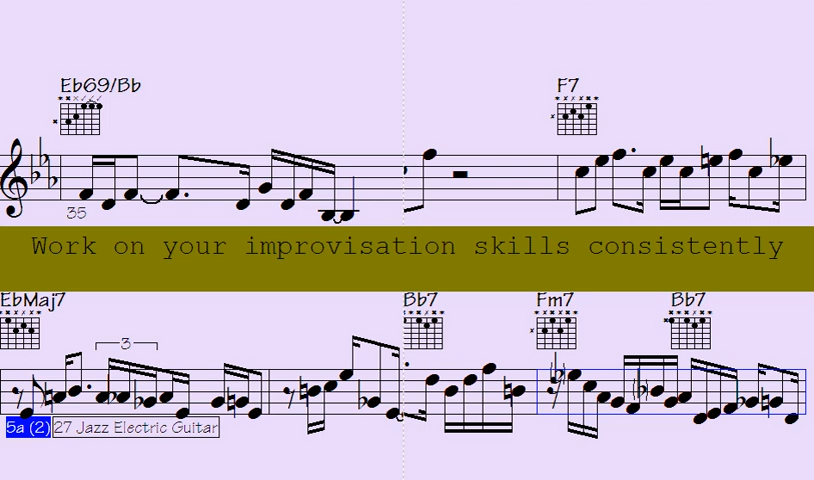 Eb69/Bb F7
35
Work on your improvisation skills consistently
EbMaj7 Bb7 Fm7 Bb7
3
5a (2) 27 Jazz Electric Guitar